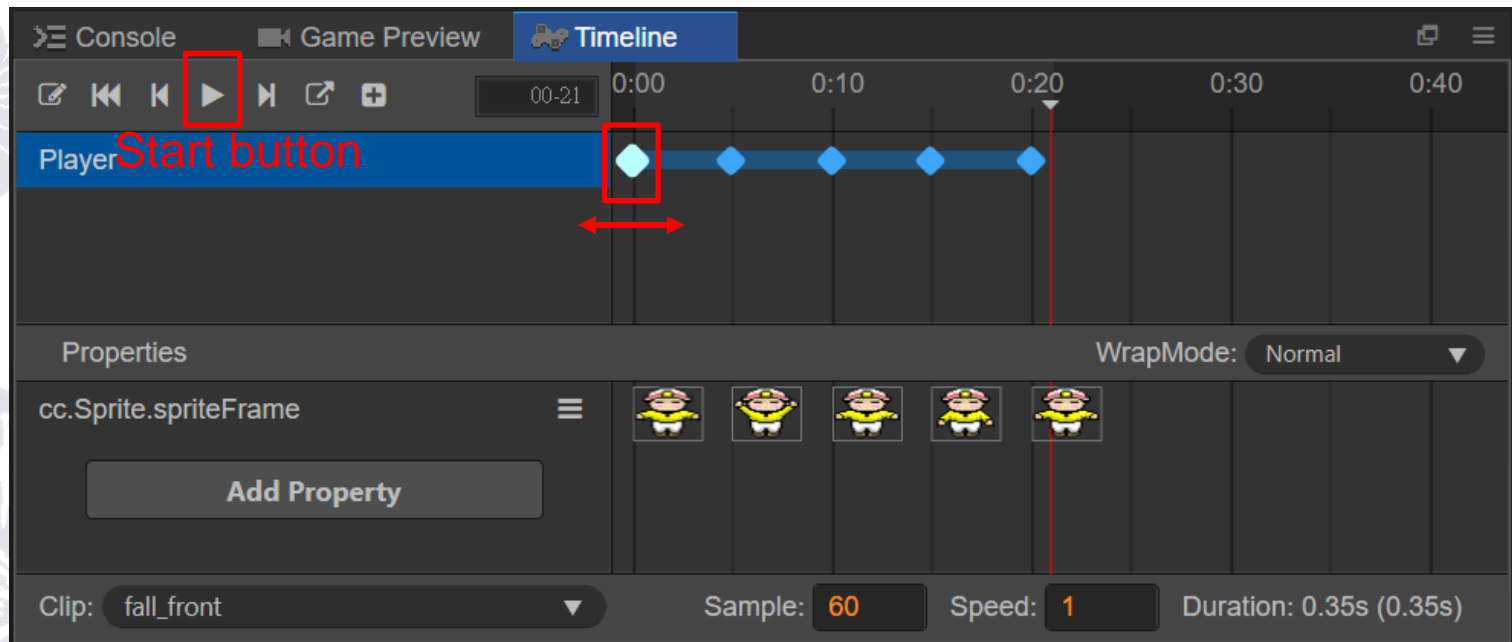 Console Game Preview Timeline
00-21 0:00 0:10 0:20 0:30 0:40
Start button
Player
Properties WrapMode: Normal
cc.Sprite.spriteFrame
Add Property
Clip: fall_front Sample: 60 Speed: 1 Duration: 0.35s (0.35s)